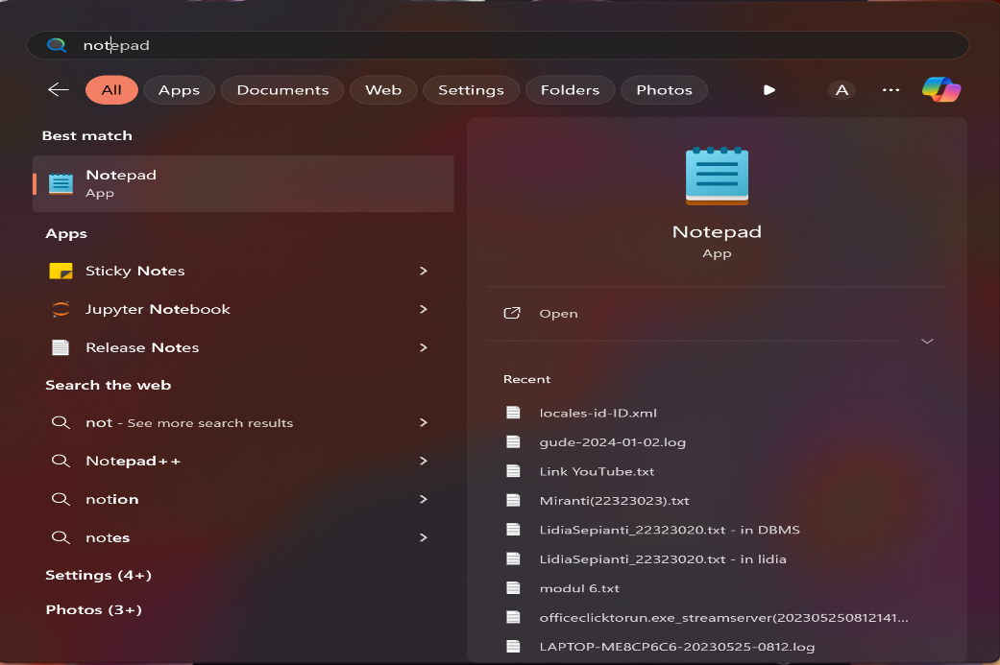 notepad
All Apps Documents Web Settings Folders Photos A
Best match
Notepad
App
Apps
Sticky Notes
Jupyter Notebook
Release Notes
Search the web
not - See more search results
Notepad++
notion
notes
Settings (4+)
Photos (3+)
Notepad
App
Open
Recent
locales-id-ID.xml
gude-2024-01-02.log
Link YouTube.txt
Miranti(22323023).txt
LidiaSepianti_22323020.txt - in DBMS
LidiaSepianti_22323020.txt - in lidia
modul 6.txt
officeclicktorun.exe_streamserver(202305250812141...
LAPTOP-ME8CP6C6-20230525-0812.log